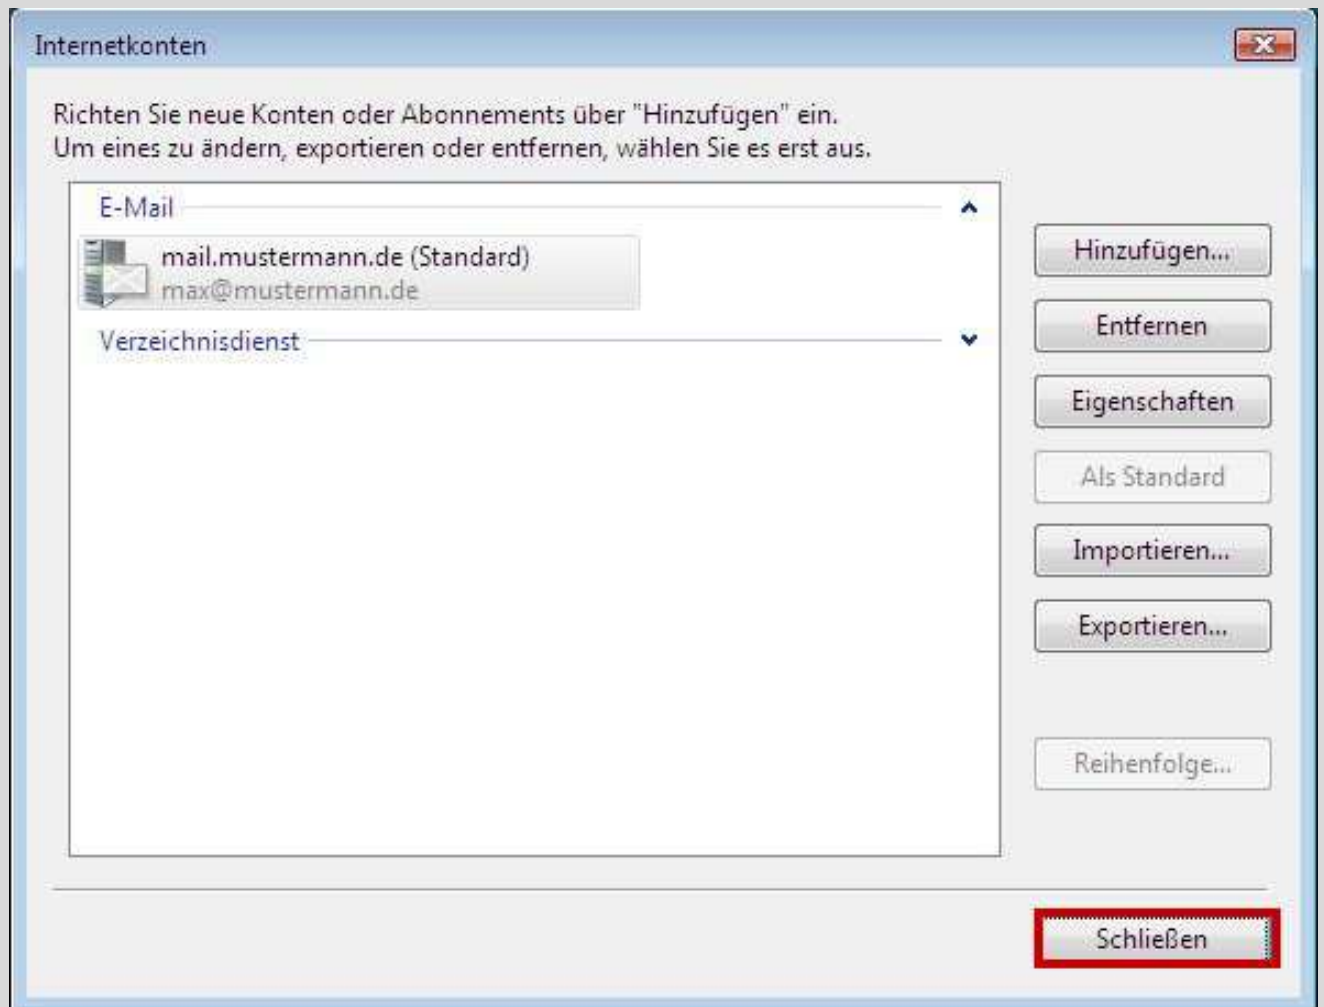 Internetkonten
Richten Sie neue Konten oder Abonnements über "Hinzufügen" ein.
Um eines zu ändern, exportieren oder entfernen, wählen Sie es erst aus.
E-Mail
mail.mustermann.de (Standard)
max@mustermann.de
Verzeichnisdienst
Hinzufügen...
Entfernen
Eigenschaften
Als Standard
Importieren...
Exportieren...
Reihenfolge...
Schließen